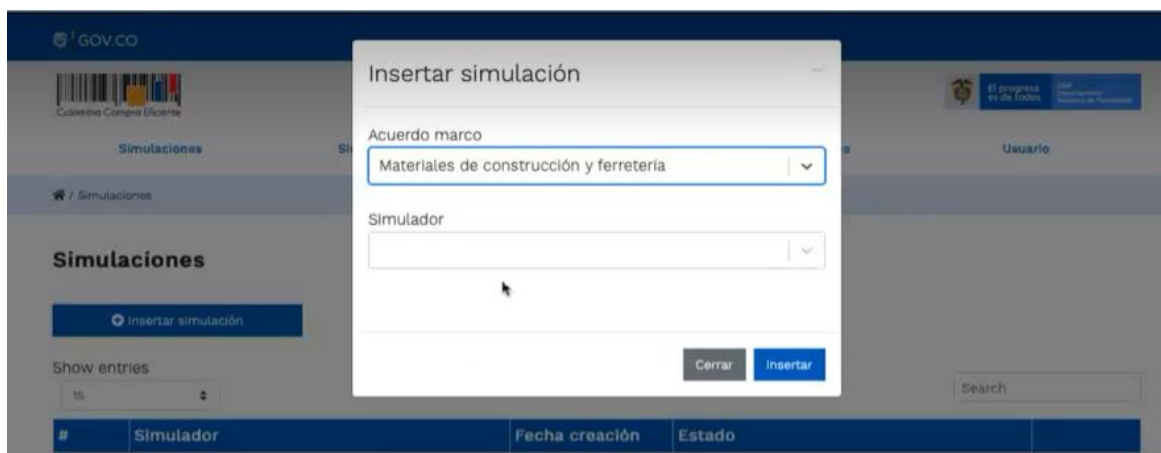 GOV.CO
Insertar simulación
Colombia Compra Eficiente
El progreso
es de todos
Acuerdo marco
Simulaciones
Usuario
Materiales de construcción y ferretería
/ Simulaciones
Simulador
Simulaciones
Insertar simulación
Show entries
Cerrar
Insertar
15
Search
#
Simulador
Fecha creación
Estado